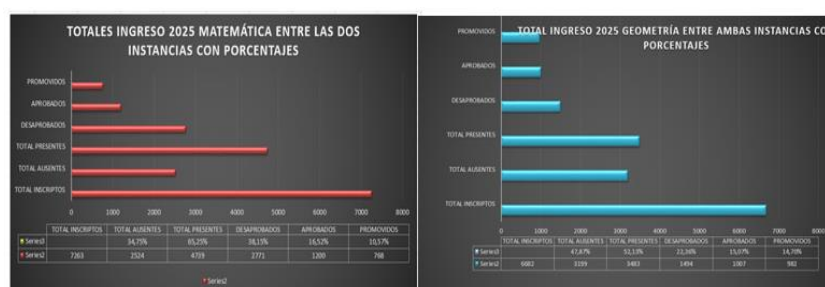 TOTALES INGRESO 2025 MATEMÁTICA ENTRE LAS DOS
INSTANCIAS CON PORCENTAJES
PROMOVIDOS
APROBADOS
DESAPROBADOS
TOTAL PRESENTES
TOTAL AUSENTES
TOTAL INSCRIPTOS
0 1000 2000 3000 4000 5000 6000 7000 8000
TOTAL INSCRIPTOS TOTAL AUSENTES TOTAL PRESENTES DESAPROBADOS APROBADOS PROMOVIDOS
Series3 34,75% 65,25% 38,15% 16,52% 10,57%
Series2 7263 2524 4739 2771 1200 768
Series2
TOTAL INGRESO 2025 GEOMETRÍA ENTRE AMBAS INSTANCIAS CO
PORCENTAJES
PROMOVIDOS
APROBADOS
DESAPROBADOS
TOTAL PRESENTES
TOTAL AUSENTES
TOTAL INSCRIPTOS
0 1000 2000 3000 4000 5000 6000 7000 8000
TOTAL INSCRIPTOS TOTAL AUSENTES TOTAL PRESENTES DESAPROBADOS APROBADOS PROMOVIDOS
Series3 47,87% 52,13% 22,36% 15,07% 14,70%
Series2 6682 3199 3483 1494 1007 982